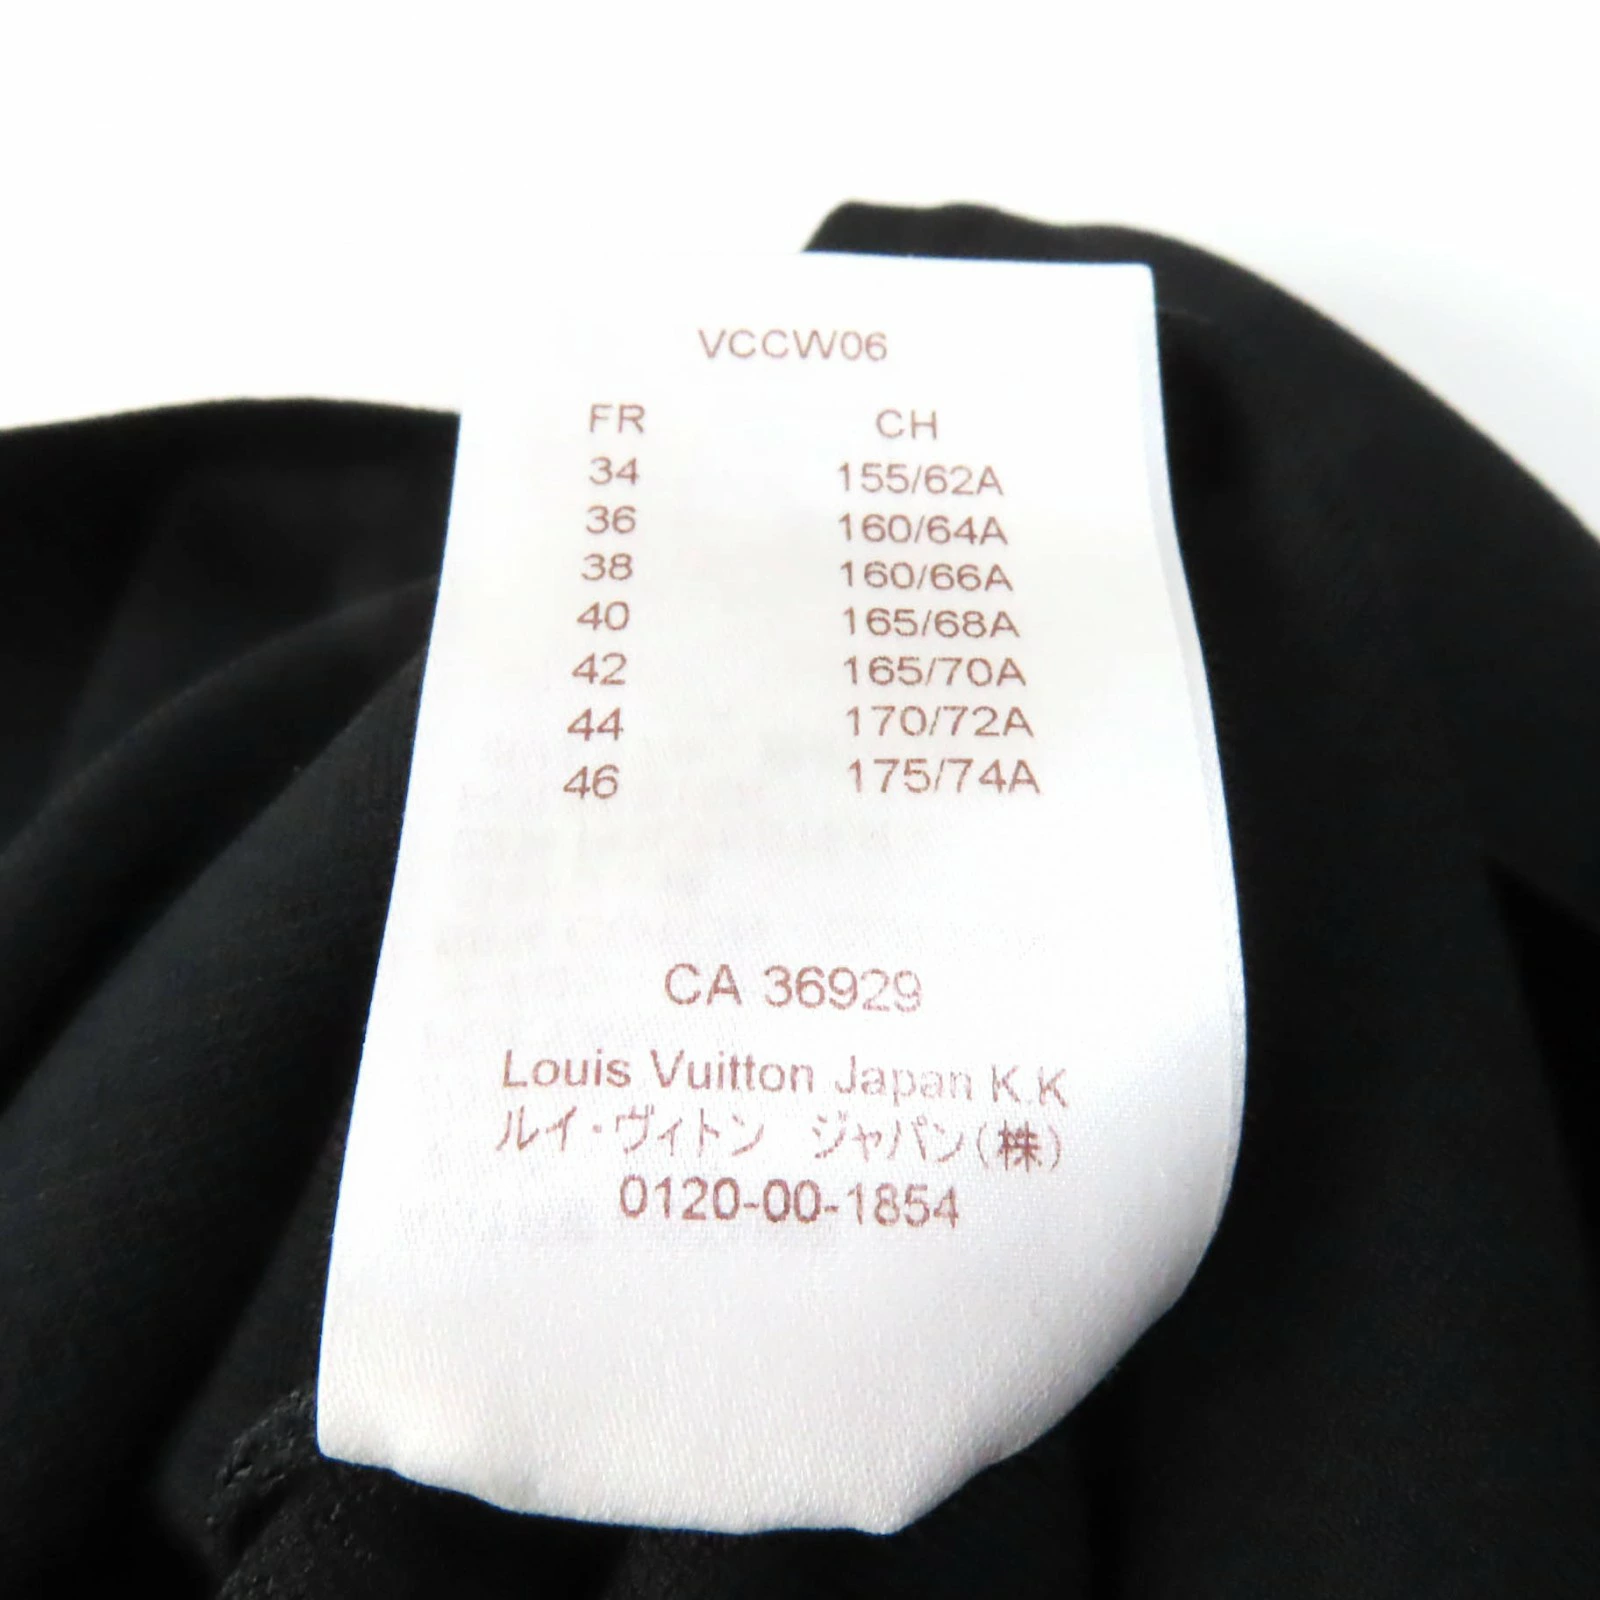 VCCW06
FR CH
34 155/62A
36 160/64A
38 160/66A
40 165/68A
42 165/70A
44 170/72A
46 175/74A
CA 36929
Louis Vuitton Japan K.K
ルイ・ヴィトン ジャパン(株)
0120-00-1854